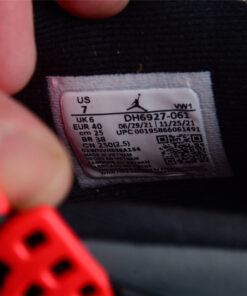 US
7
VW1
UK 6 DH6927-061
EUR 40 06/29/21 11/25/21
cm 25 UPC 00195866061491
BR 38
CN 250(2.5)